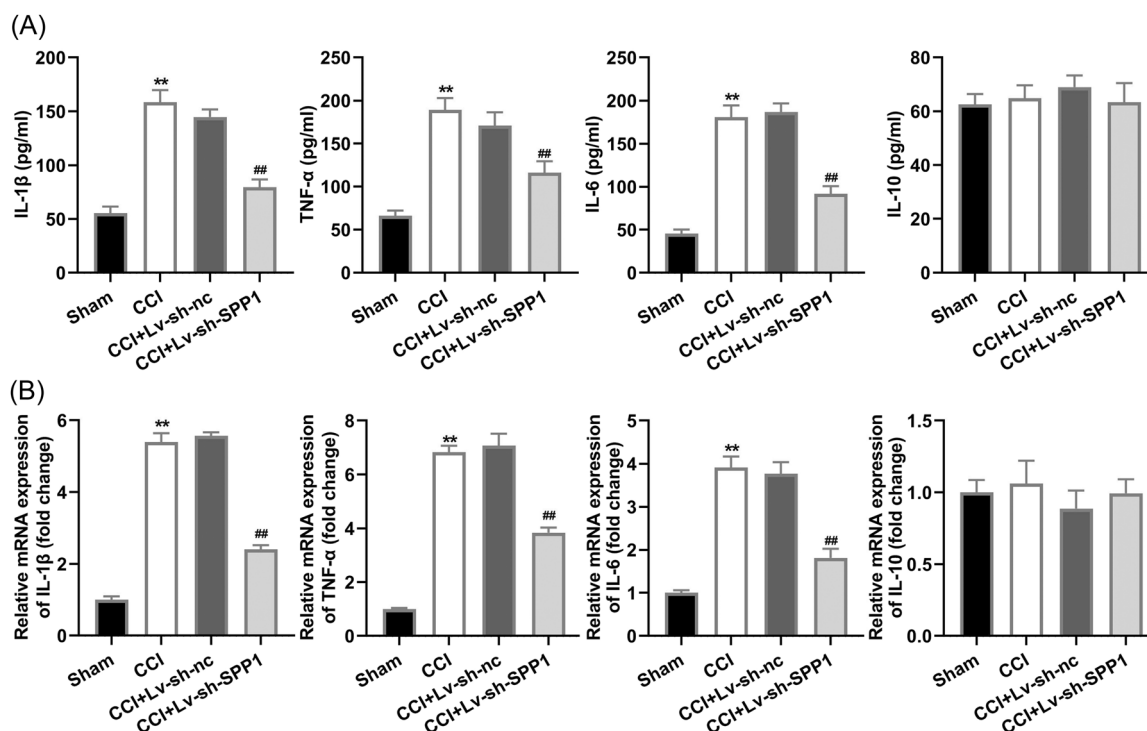 (A)
IL-1β (pg/ml)
200
150
100
50
0
**
##
Sham
CCI
CCI+Lv-sh-nc
CCI+Lv-sh-SPP1
TNF-α (pg/ml)
250
200
150
100
50
0
**
##
Sham
CCI
CCI+Lv-sh-nc
CCI+Lv-sh-SPP1
IL-6 (pg/ml)
250
200
150
100
50
0
**
##
Sham
CCI
CCI+Lv-sh-nc
CCI+Lv-sh-SPP1
IL-10 (pg/ml)
80
60
40
20
0
Sham
CCI
CCI+Lv-sh-nc
CCI+Lv-sh-SPP1
(B)
Relative mRNA expression
of IL-1β (fold change)
6
4
2
0
**
##
Sham
CCI
CCI+Lv-sh-nc
CCI+Lv-sh-SPP1
Relative mRNA expression
of TNF-α (fold change)
8
6
4
2
0
**
##
Sham
CCI
CCI+Lv-sh-nc
CCI+Lv-sh-SPP1
Relative mRNA expression
of IL-6 (fold change)
5
4
3
2
1
0
**
##
Sham
CCI
CCI+Lv-sh-nc
CCI+Lv-sh-SPP1
Relative mRNA expression
of IL-10 (fold change)
1.5
1.0
0.5
0.0
Sham
CCI
CCI+Lv-sh-nc
CCI+Lv-sh-SPP1